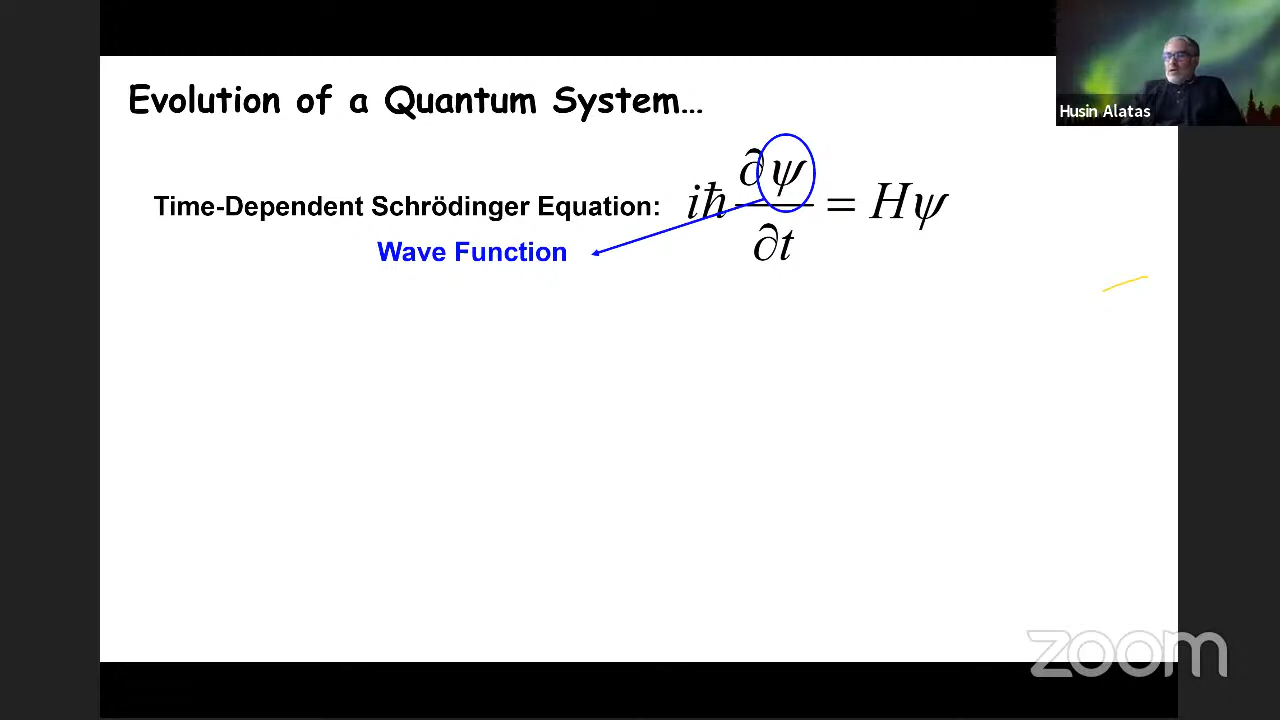 Evolution of a Quantum System…
Husin Alatas
Time-Dependent Schrödinger Equation: iħ ∂ψ/∂t = Hψ
Wave Function
zoom